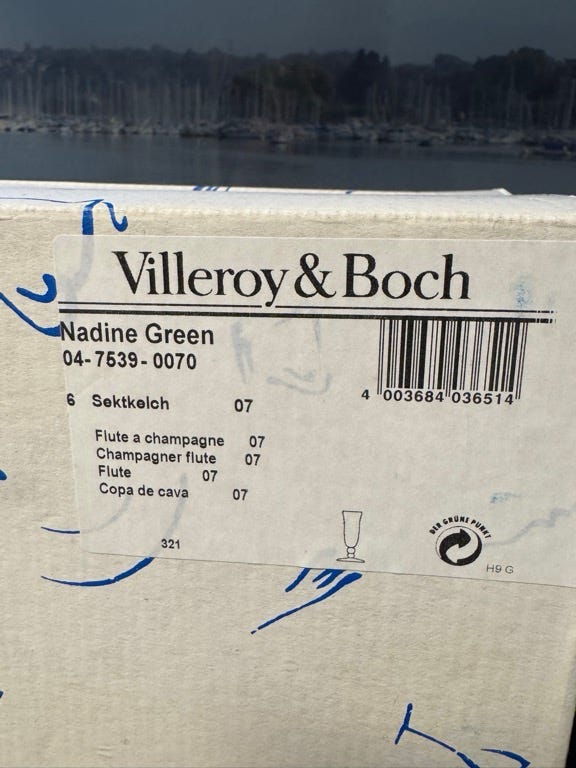 Villeroy & Boch
Nadine Green
04-7539-0070
4 003684 036514
6 Sektkelch 07
Flute a champagne 07
Champagner flute 07
Flute 07
Copa de cava 07
321
DER GRÜNE PUNKT
H9 G